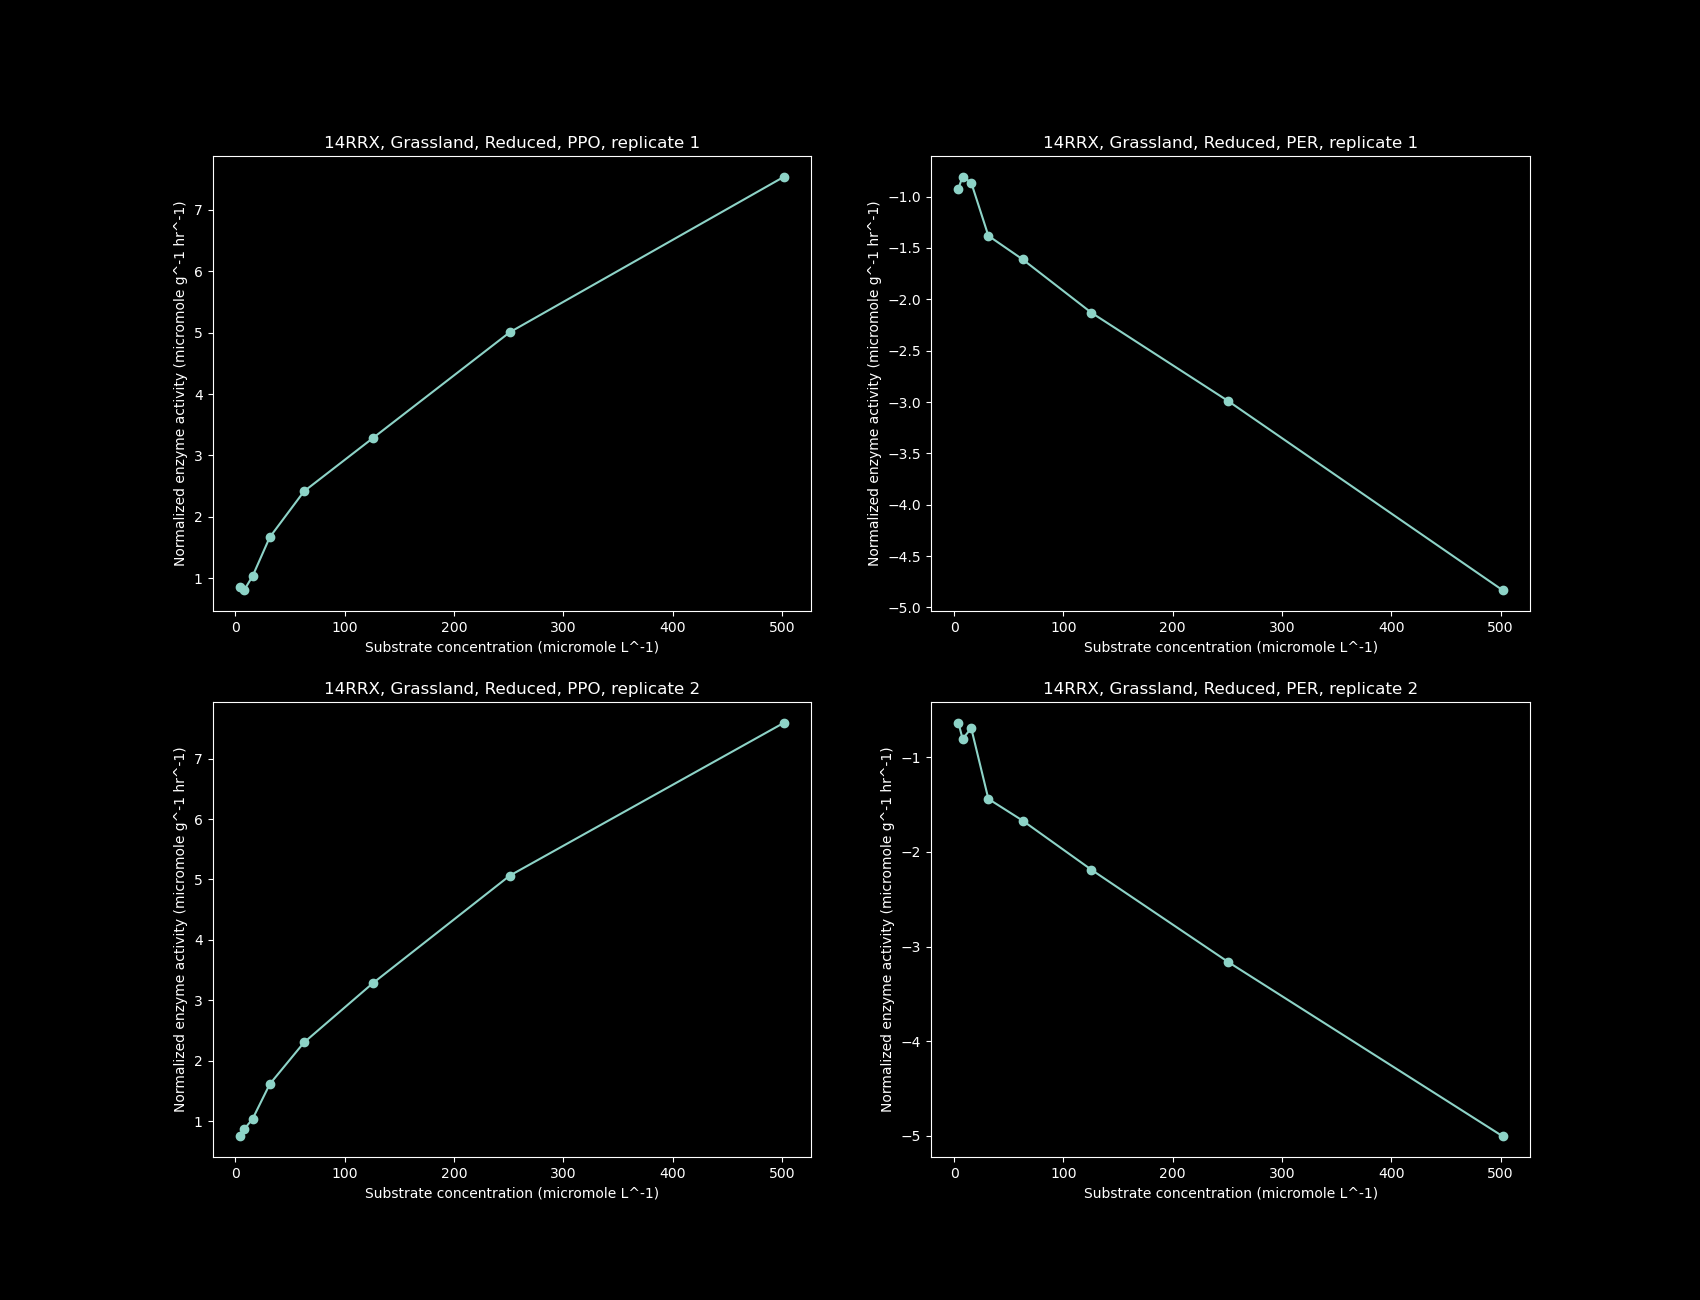 14RRX, Grassland, Reduced, PPO, replicate 1
Normalized enzyme activity (micromole g^-1 hr^-1)
7
6
5
4
3
2
1
0 100 200 300 400 500
Substrate concentration (micromole L^-1)
14RRX, Grassland, Reduced, PER, replicate 1
Normalized enzyme activity (micromole g^-1 hr^-1)
−1.0
−1.5
−2.0
−2.5
−3.0
−3.5
−4.0
−4.5
−5.0
0 100 200 300 400 500
Substrate concentration (micromole L^-1)
14RRX, Grassland, Reduced, PPO, replicate 2
Normalized enzyme activity (micromole g^-1 hr^-1)
7
6
5
4
3
2
1
0 100 200 300 400 500
Substrate concentration (micromole L^-1)
14RRX, Grassland, Reduced, PER, replicate 2
Normalized enzyme activity (micromole g^-1 hr^-1)
−1
−2
−3
−4
−5
0 100 200 300 400 500
Substrate concentration (micromole L^-1)